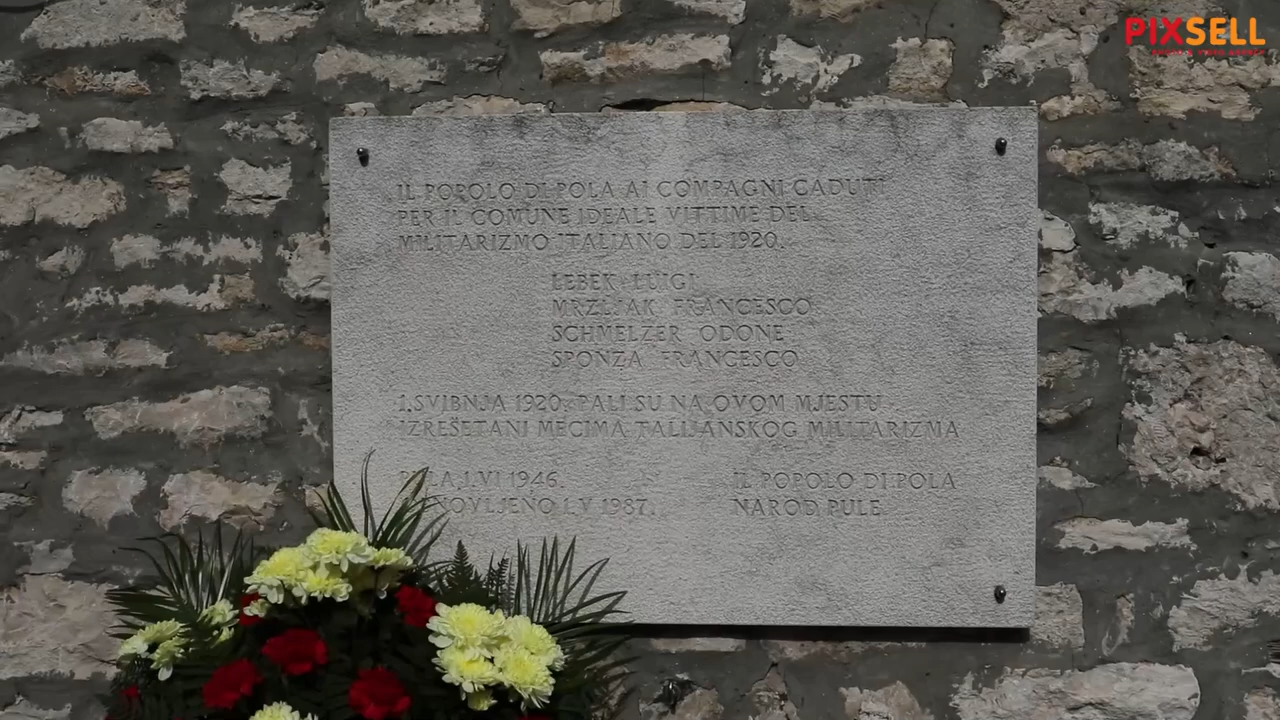 PIXSELL
IL POPOLO DI POLA AI COMPAGNI CADUTI
PER IL COMUNE IDEALE VITTIME DEL
MILITARIZMO ITALIANO DEL 1920.
LEBEK LUIGI
MRZLJAK FRANCESCO
SCHMELZER ODONE
SPONZA FRANCESCO
1. SVIBNJA 1920. PALI SU NA OVOM MJESTU
IZREŠETANI MECIMA TALIJANSKOG MILITARIZMA
1.VI 1946. IL POPOLO DI POLA
1.V 1987. NAROD PULE